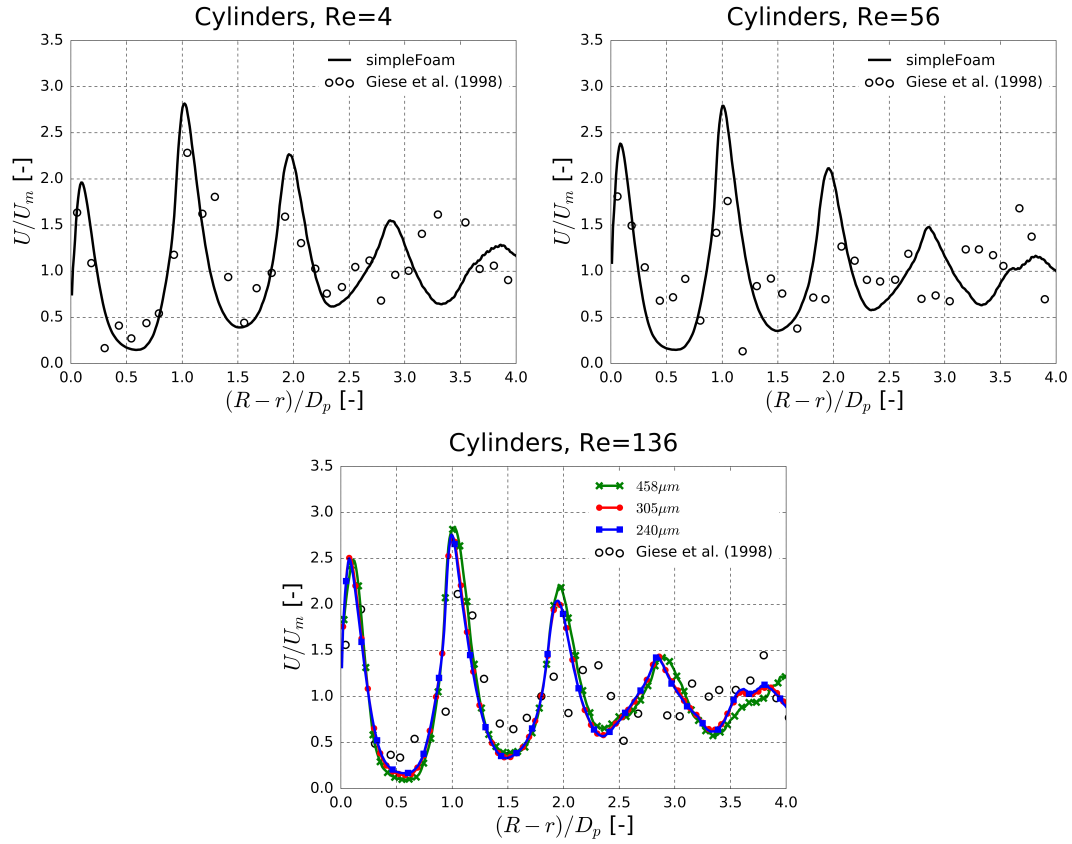 Cylinders, Re=4
3.5
3.0
2.5
2.0
1.5
1.0
0.5
0.0
U/U_m [-]
simpleFoam
Giese et al. (1998)
0.0 0.5 1.0 1.5 2.0 2.5 3.0 3.5 4.0
(R − r)/D_p [-]
Cylinders, Re=56
3.5
3.0
2.5
2.0
1.5
1.0
0.5
0.0
U/U_m [-]
simpleFoam
Giese et al. (1998)
0.0 0.5 1.0 1.5 2.0 2.5 3.0 3.5 4.0
(R − r)/D_p [-]
Cylinders, Re=136
3.5
3.0
2.5
2.0
1.5
1.0
0.5
0.0
U/U_m [-]
458μm
305μm
240μm
Giese et al. (1998)
0.0 0.5 1.0 1.5 2.0 2.5 3.0 3.5 4.0
(R − r)/D_p [-]